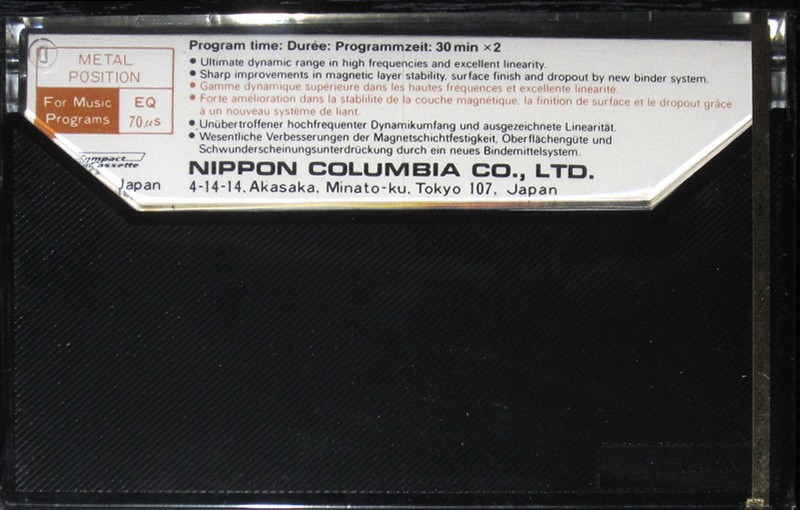 Program time: Durée: Programmzeit: 30 min ×2
METAL
POSITION
For Music
Programs
EQ
70µs
• Ultimate dynamic range in high frequencies and excellent linearity.
• Sharp improvements in magnetic layer stability, surface finish and dropout by new binder system.
• Gamme dynamique supérieure dans les hautes fréquences et excellente linéarité.
• Forte amélioration dans la stablilité de la couche magnétique, la finition de surface et le dropout grâce
à un nouveau système de liant.
• Unübertroffener hochfrequenter Dynamikumfang und ausgezeichnete Linearität.
• Wesentliche Verbesserungen der Magnetschichtfestigkeit, Oberflächengüte und
Schwunderscheinungsunterdrückung durch ein neues Bindemittelsystem.
Compact
Cassette
Japan
NIPPON COLUMBIA CO., LTD.
4-14-14, Akasaka, Minato-ku, Tokyo 107, Japan